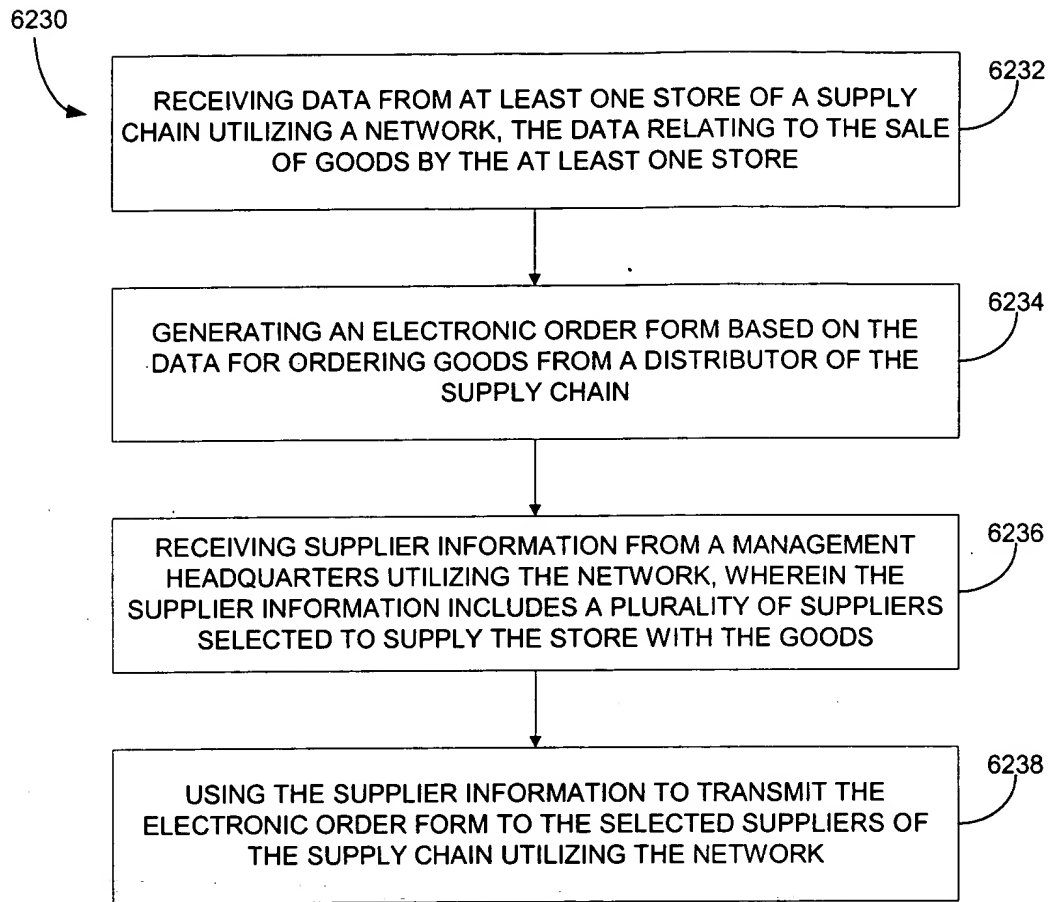 6230
6232
RECEIVING DATA FROM AT LEAST ONE STORE OF A SUPPLY
CHAIN UTILIZING A NETWORK, THE DATA RELATING TO THE SALE
OF GOODS BY THE AT LEAST ONE STORE
6234
GENERATING AN ELECTRONIC ORDER FORM BASED ON THE
DATA FOR ORDERING GOODS FROM A DISTRIBUTOR OF THE
SUPPLY CHAIN
6236
RECEIVING SUPPLIER INFORMATION FROM A MANAGEMENT
HEADQUARTERS UTILIZING THE NETWORK, WHEREIN THE
SUPPLIER INFORMATION INCLUDES A PLURALITY OF SUPPLIERS
SELECTED TO SUPPLY THE STORE WITH THE GOODS
6238
USING THE SUPPLIER INFORMATION TO TRANSMIT THE
ELECTRONIC ORDER FORM TO THE SELECTED SUPPLIERS OF
THE SUPPLY CHAIN UTILIZING THE NETWORK